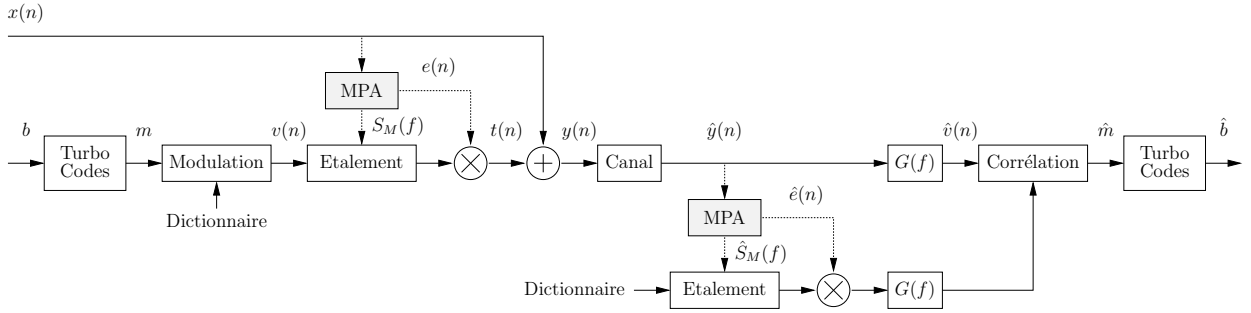 x(n)
MPA
e(n)
S_M(f)
b
Turbo
Codes
m
Modulation
v(n)
Etalement
t(n)
y(n)
Canal
ŷ(n)
G(f)
v̂(n)
Corrélation
m̂
Turbo
Codes
b̂
Dictionnaire
MPA
ê(n)
Ŝ_M(f)
Dictionnaire
Etalement
G(f)